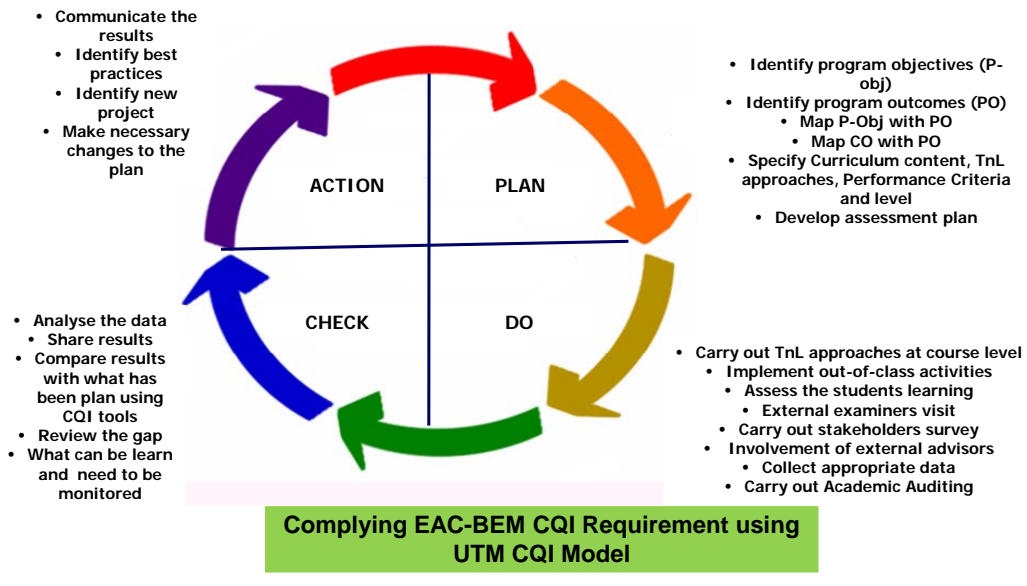 • Communicate the
results
• Identify best
practices
• Identify new
project
• Make necessary
changes to the
plan
• Identify program objectives (P-
obj)
• Identify program outcomes (PO)
• Map P-Obj with PO
• Map CO with PO
• Specify Curriculum content, TnL
approaches, Performance Criteria
and level
• Develop assessment plan
ACTION
PLAN
CHECK
DO
• Analyse the data
• Share results
• Compare results
with what has
been plan using
CQI tools
• Review the gap
• What can be learn
and need to be
monitored
• Carry out TnL approaches at course level
• Implement out-of-class activities
• Assess the students learning
• External examiners visit
• Carry out stakeholders survey
• Involvement of external advisors
• Collect appropriate data
• Carry out Academic Auditing
Complying EAC-BEM CQI Requirement using
UTM CQI Model